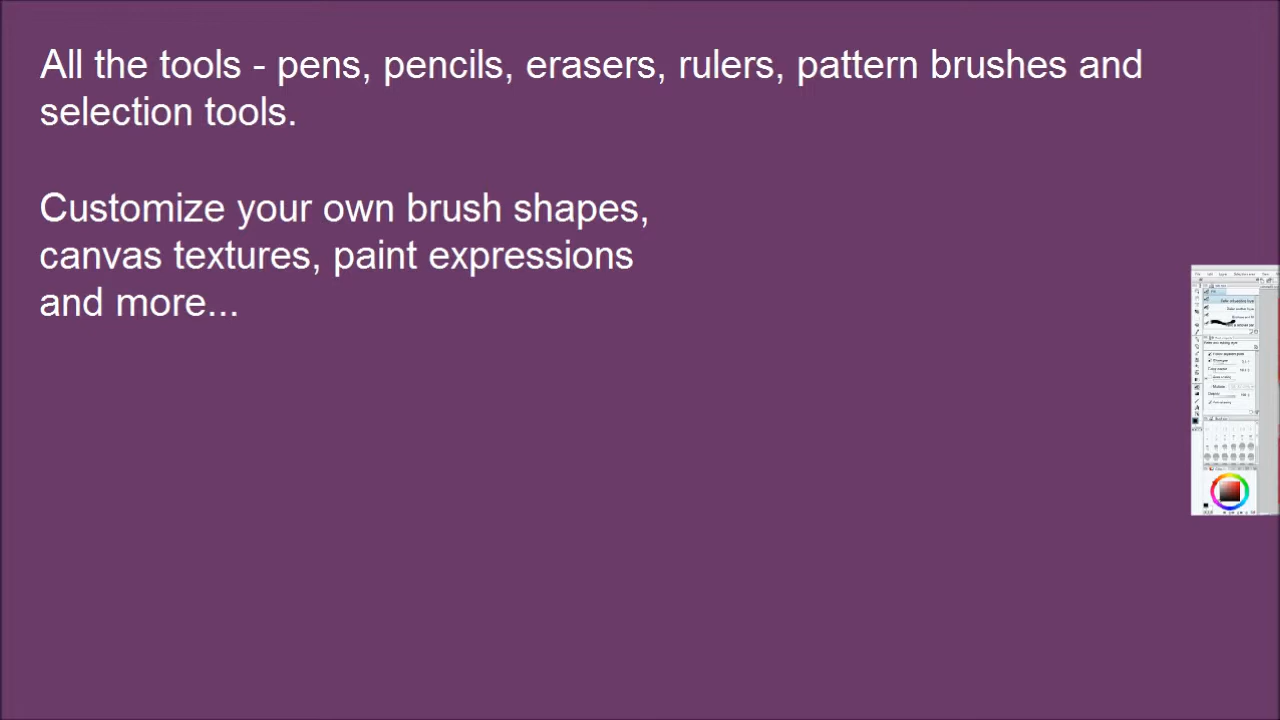 All the tools - pens, pencils, erasers, rulers, pattern brushes and
selection tools.
Customize your own brush shapes,
canvas textures, paint expressions
and more...